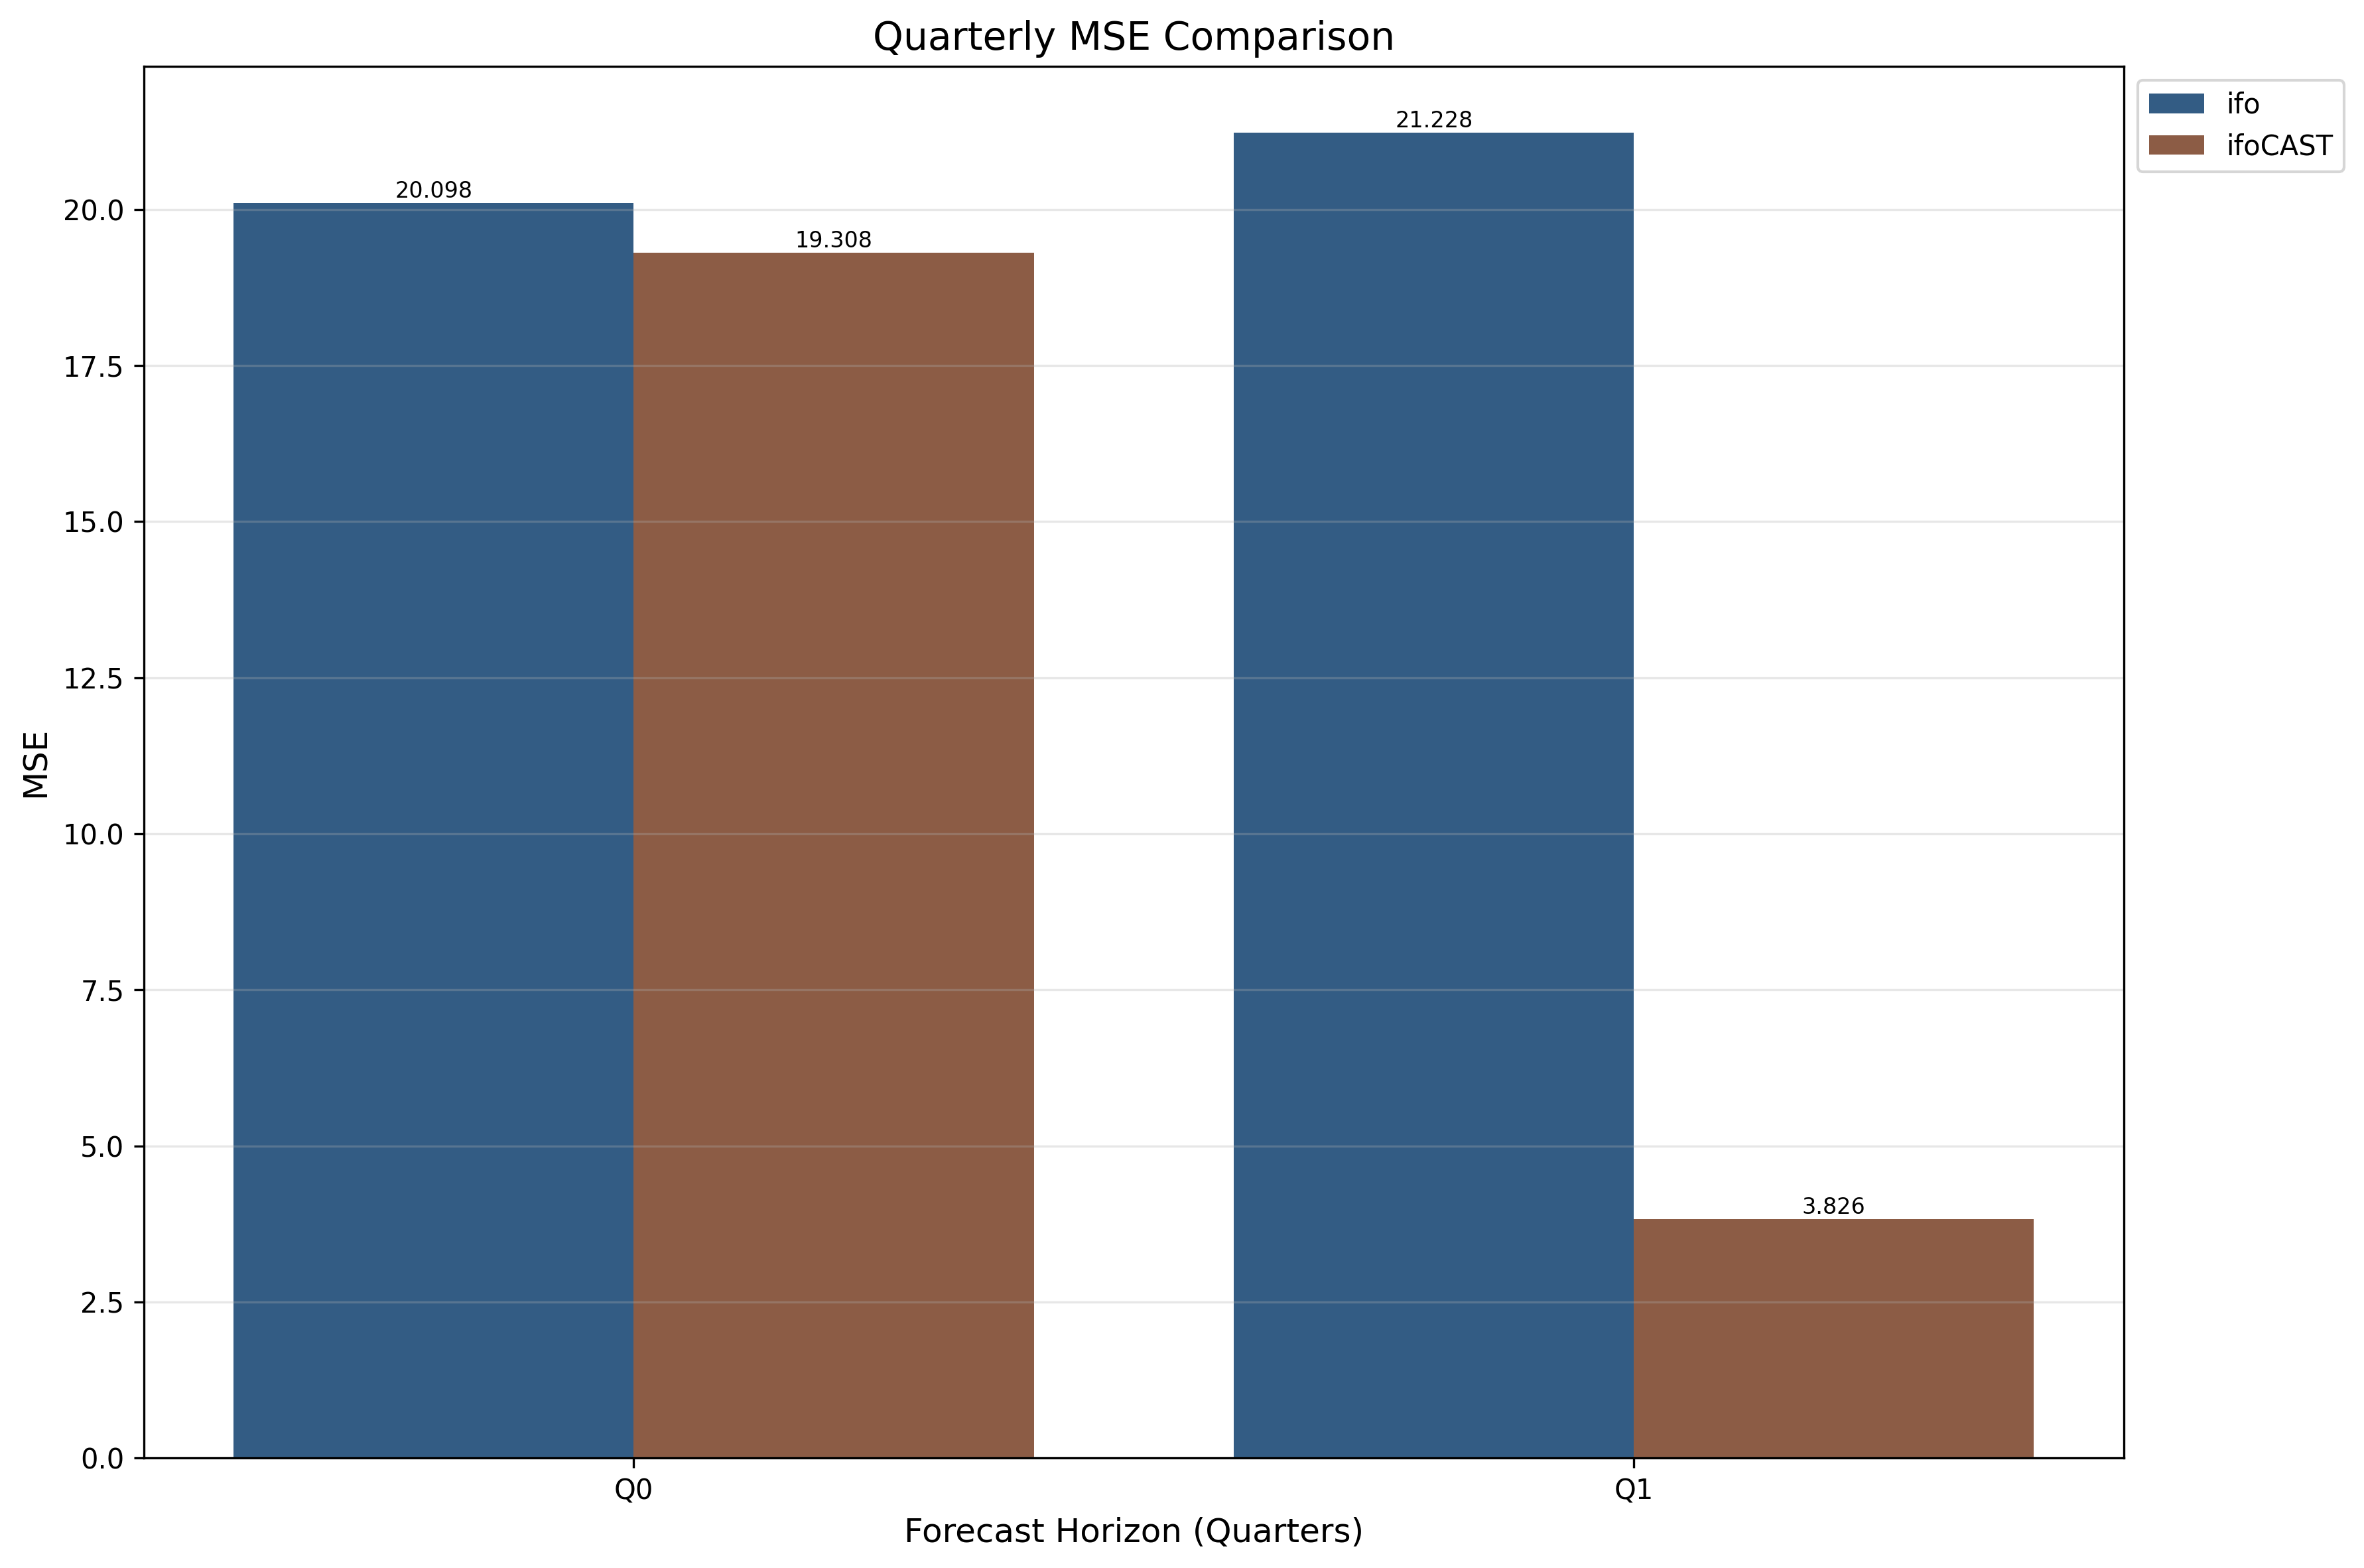 Quarterly MSE Comparison
ifo
ifoCAST
21.228
20.098
19.308
3.826
20.0
17.5
15.0
12.5
10.0
7.5
5.0
2.5
0.0
MSE
Q0
Q1
Forecast Horizon (Quarters)